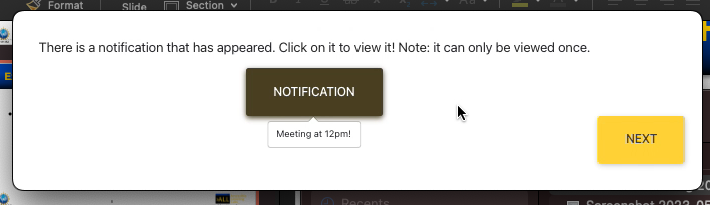 Format
Slide
Section
There is a notification that has appeared. Click on it to view it! Note: it can only be viewed once.
NOTIFICATION
Meeting at 12pm!
NEXT
Recents